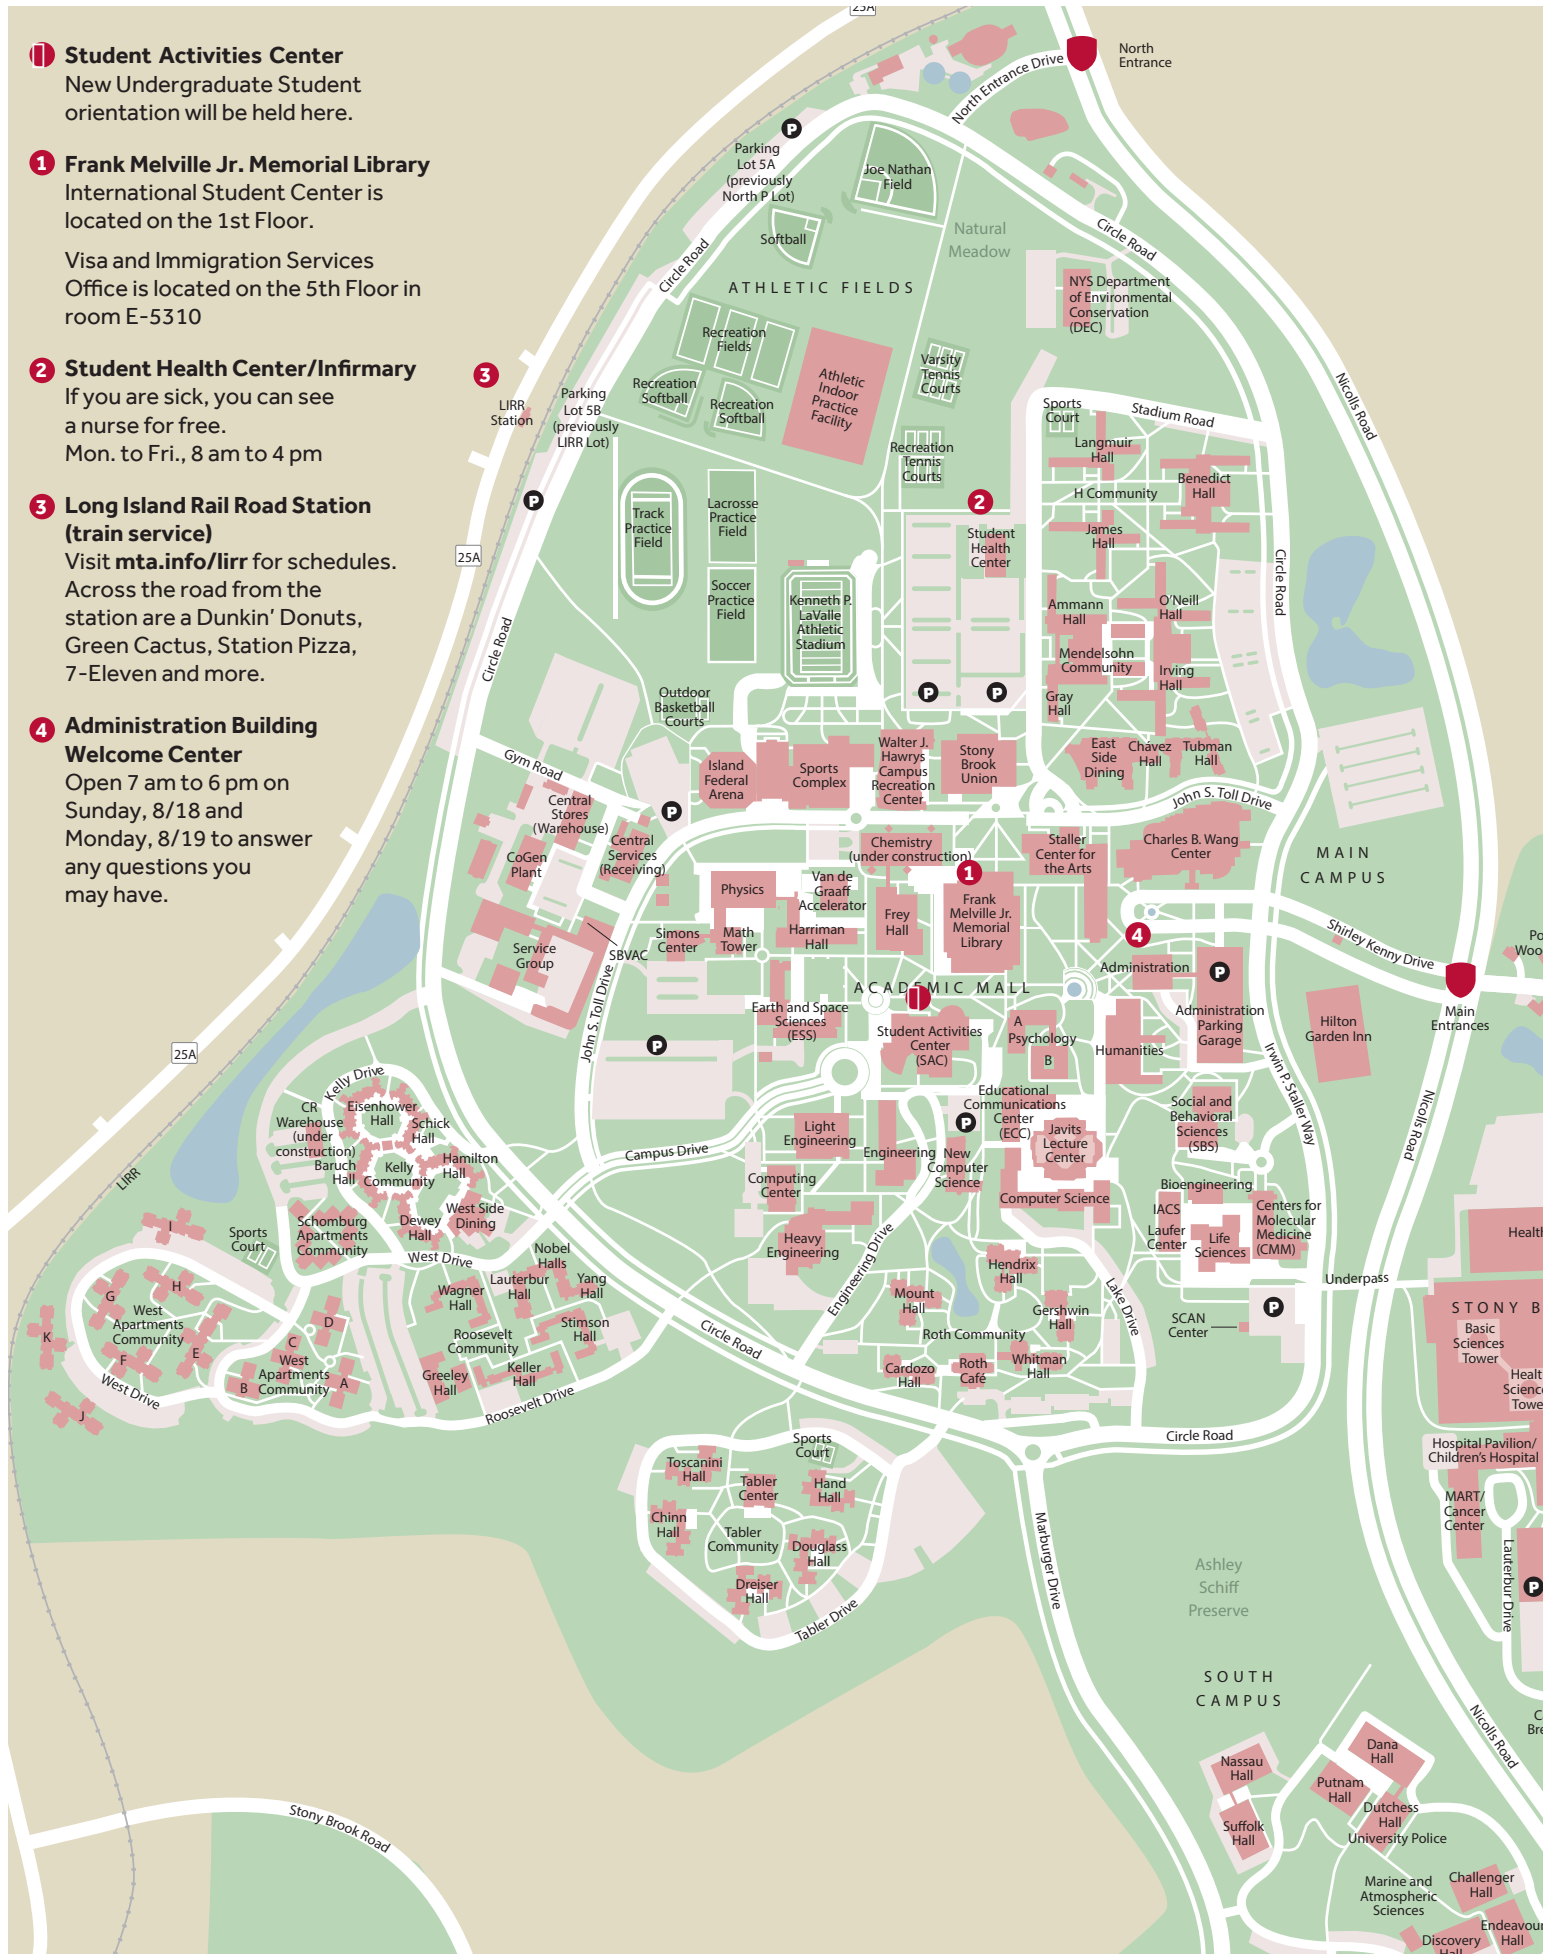 Student Activities Center
New Undergraduate Student
orientation will be held here.
1 Frank Melville Jr. Memorial Library
International Student Center is
located on the 1st Floor.
Visa and Immigration Services
Office is located on the 5th Floor in
room E-5310
2 Student Health Center/Infirmary
If you are sick, you can see
a nurse for free.
Mon. to Fri., 8 am to 4 pm
3 Long Island Rail Road Station
(train service)
Visit mta.info/lirr for schedules.
Across the road from the
station are a Dunkin’ Donuts,
Green Cactus, Station Pizza,
7-Eleven and more.
4 Administration Building
Welcome Center
Open 7 am to 6 pm on
Sunday, 8/18 and
Monday, 8/19 to answer
any questions you
may have.
25A
North
Entrance
North Entrance Drive
P
Parking
Lot 5A
(previously
North P Lot)
Joe Nathan
Field
Softball
Natural
Meadow
Circle Road
Circle Road
ATHLETIC FIELDS
NYS Department
of Environmental
Conservation
(DEC)
Recreation
Fields
Athletic
Indoor
Practice
Facility
Varsity
Tennis
Courts
3
LIRR
Station
Parking
Lot 5B
(previously
LIRR Lot)
Recreation
Softball
Recreation
Softball
Sports
Court
Stadium Road
Nicolls Road
Langmuir
Hall
Recreation
Tennis
Courts
Benedict
Hall
H Community
P
2
Track
Practice
Field
Lacrosse
Practice
Field
Student
Health
Center
James
Hall
25A
Circle Road
Soccer
Practice
Field
Kenneth P.
LaValle
Athletic
Stadium
Ammann
Hall
O'Neill
Hall
Circle Road
Mendelsohn
Community
Irving
Hall
Gray
Hall
Outdoor
Basketball
Courts
P
P
Gym Road
Island
Federal
Arena
Sports
Complex
Walter J.
Hawrys
Campus
Recreation
Center
Stony
Brook
Union
East
Side
Dining
Chávez
Hall
Tubman
Hall
John S. Toll Drive
Central
Stores
(Warehouse)
P
Central
Services
(Receiving)
CoGen
Plant
Chemistry
(under construction)
Staller
Center for
the Arts
Charles B. Wang
Center
MAIN
CAMPUS
1
Physics
Van de
Graaff
Accelerator
Frey
Hall
Frank
Melville Jr.
Memorial
Library
Simons
Center
Math
Tower
Harriman
Hall
Service
Group
SBVAC
4
Shirley Kenny Drive
Administration
P
ACADEMIC MALL
John S. Toll Drive
Earth and Space
Sciences
(ESS)
Student Activities
Center
(SAC)
A
Psychology
B
Humanities
Administration
Parking
Garage
Hilton
Garden Inn
Main
Entrances
Po
Woo
P
25A
Irwin P. Staller Way
Nicolls Road
Kelly Drive
CR
Warehouse
(under
construction)
Eisenhower
Hall
Schick
Hall
Baruch
Hall
Kelly
Community
Hamilton
Hall
Schomburg
Apartments
Community
Dewey
Hall
West Side
Dining
LIRR
Campus Drive
Light
Engineering
Engineering
P
Educational
Communications
Center
(ECC)
New
Computer
Science
Javits
Lecture
Center
Social and
Behavioral
Sciences
(SBS)
Computing
Center
Computer Science
Bioengineering
IACS
Laufer
Center
Life
Sciences
Centers for
Molecular
Medicine
(CMM)
Heavy
Engineering
Engineering Drive
I
Sports
Court
West Drive
Nobel
Halls
Wagner
Hall
Lauterbur
Hall
Yang
Hall
Stimson
Hall
Roosevelt
Community
Greeley
Hall
Keller
Hall
Roosevelt Drive
G
H
West
Apartments
Community
K
F
E
D
C
West
Apartments
Community
B
A
J
West Drive
Circle Road
Hendrix
Hall
Mount
Hall
Gershwin
Hall
Roth Community
Cardozo
Hall
Roth
Café
Whitman
Hall
Lake Drive
SCAN
Center
P
Underpass
Health
STONY B
Basic
Sciences
Tower
Healt
Scienc
Towe
Circle Road
Hospital Pavilion/
Children's Hospital
MART/
Cancer
Center
Lauterbur Drive
P
Sports
Court
Toscanini
Hall
Tabler
Center
Hand
Hall
Chinn
Hall
Tabler
Community
Douglass
Hall
Dreiser
Hall
Tabler Drive
Marburger Drive
Ashley
Schiff
Preserve
SOUTH
CAMPUS
Nicolls Road
C
Bre
Nassau
Hall
Dana
Hall
Putnam
Hall
Dutchess
Hall
Suffolk
Hall
University Police
Stony Brook Road
Marine and
Atmospheric
Sciences
Challenger
Hall
Endeavour
Hall
Discovery
Hall